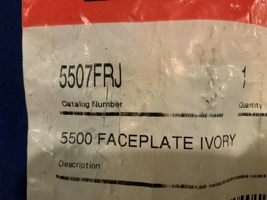 5507FRJ 1
Catalog Number Quantity
5500 FACEPLATE IVORY
Description